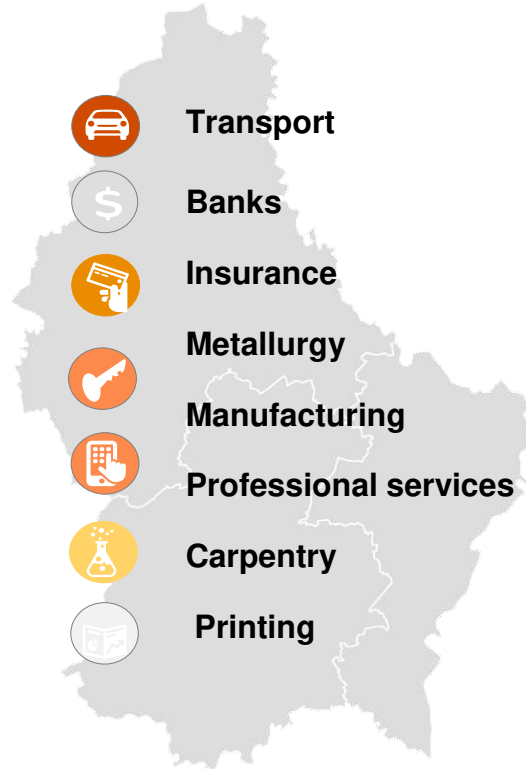 Transport
Banks
Insurance
Metallurgy
Manufacturing
Professional services
Carpentry
Printing